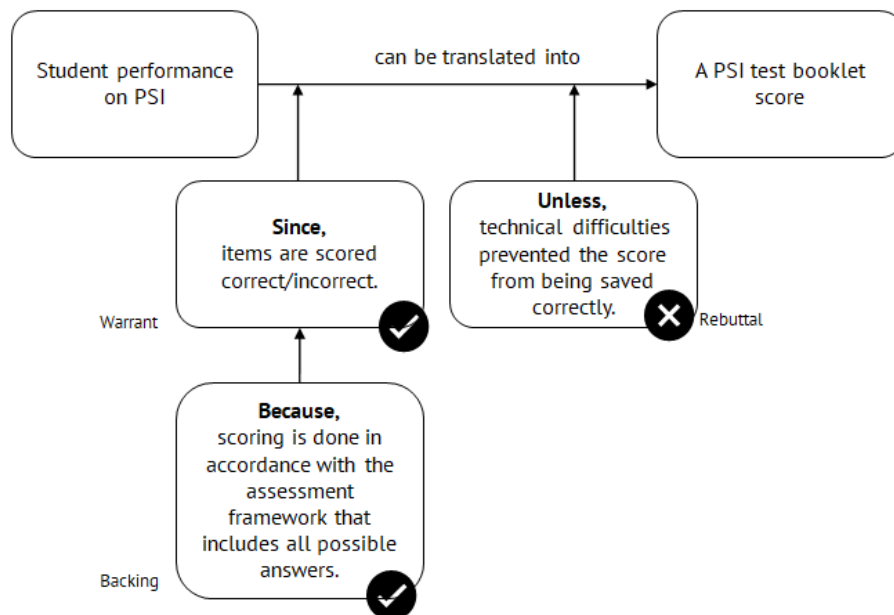 Student performance
on PSI
can be translated into
A PSI test booklet
score
Since,
items are scored
correct/incorrect.
Warrant
Unless,
technical difficulties
prevented the score
from being saved
correctly.
Rebuttal
Because,
scoring is done in
accordance with the
assessment
framework that
includes all possible
answers.
Backing